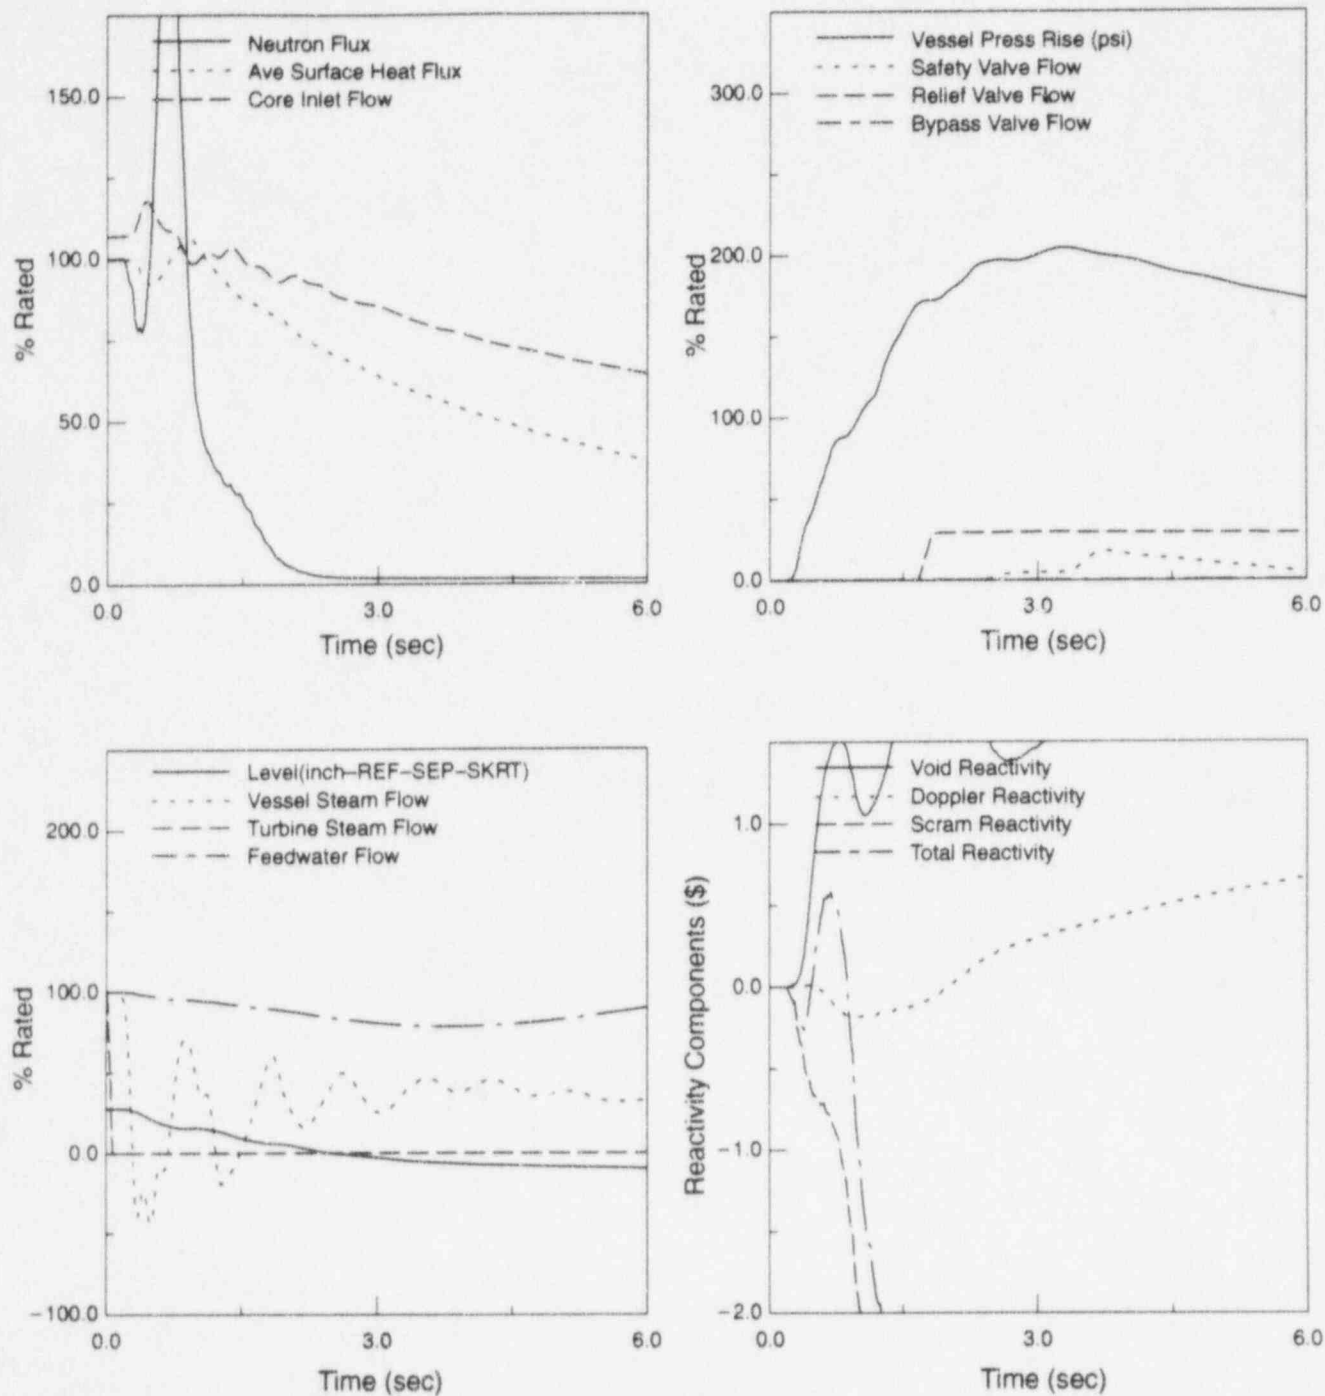 Neutron Flux
Ave Surface Heat Flux
Core Inlet Flow
150.0
100.0
50.0
0.0
% Rated
0.0 3.0 6.0
Time (sec)
Vessel Press Rise (psi)
Safety Valve Flow
Relief Valve Flow
Bypass Valve Flow
300.0
200.0
100.0
0.0
% Rated
0.0 3.0 6.0
Time (sec)
Level(inch-REF-SEP-SKRT)
Vessel Steam Flow
Turbine Steam Flow
Feedwater Flow
200.0
100.0
0.0
-100.0
% Rated
0.0 3.0 6.0
Time (sec)
Void Reactivity
Doppler Reactivity
Scram Reactivity
Total Reactivity
1.0
0.0
-1.0
-2.0
Reactivity Components ($)
0.0 3.0 6.0
Time (sec)